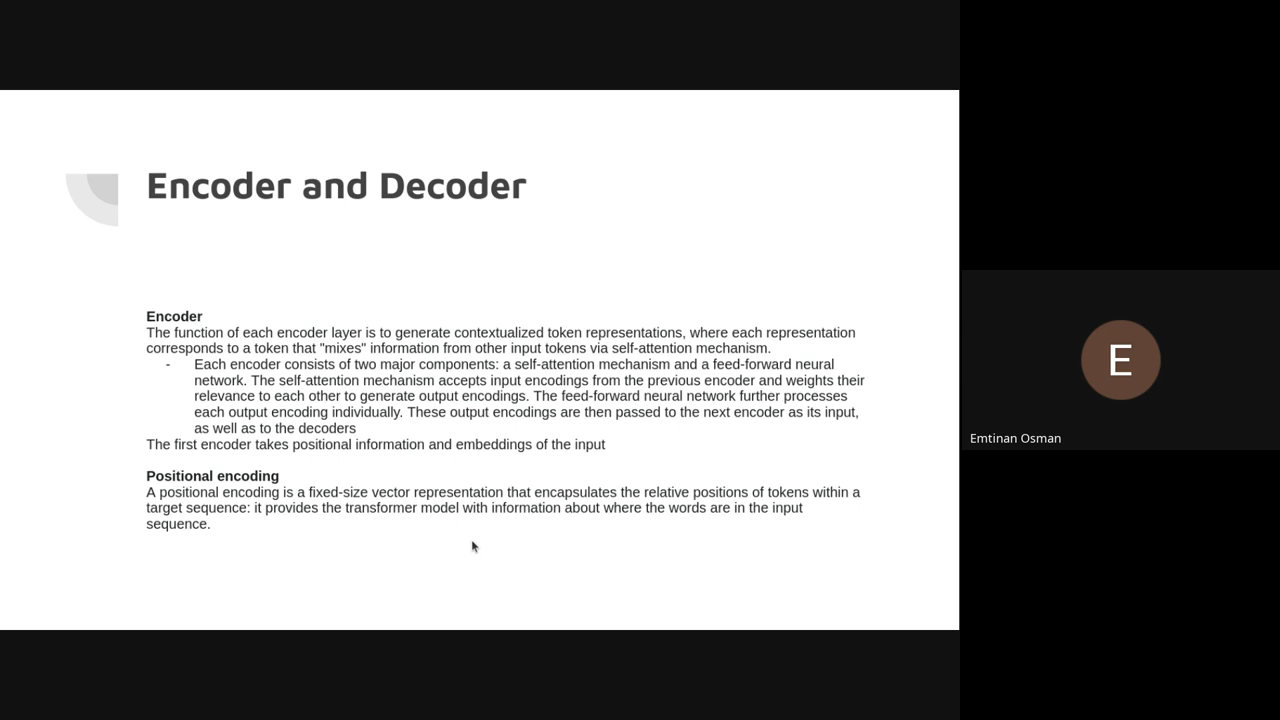 Encoder and Decoder
Encoder
The function of each encoder layer is to generate contextualized token representations, where each representation
corresponds to a token that "mixes" information from other input tokens via self-attention mechanism.
- Each encoder consists of two major components: a self-attention mechanism and a feed-forward neural
network. The self-attention mechanism accepts input encodings from the previous encoder and weights their
relevance to each other to generate output encodings. The feed-forward neural network further processes
each output encoding individually. These output encodings are then passed to the next encoder as its input,
as well as to the decoders
The first encoder takes positional information and embeddings of the input
Positional encoding
A positional encoding is a fixed-size vector representation that encapsulates the relative positions of tokens within a
target sequence: it provides the transformer model with information about where the words are in the input
sequence.
E
Emtinan Osman